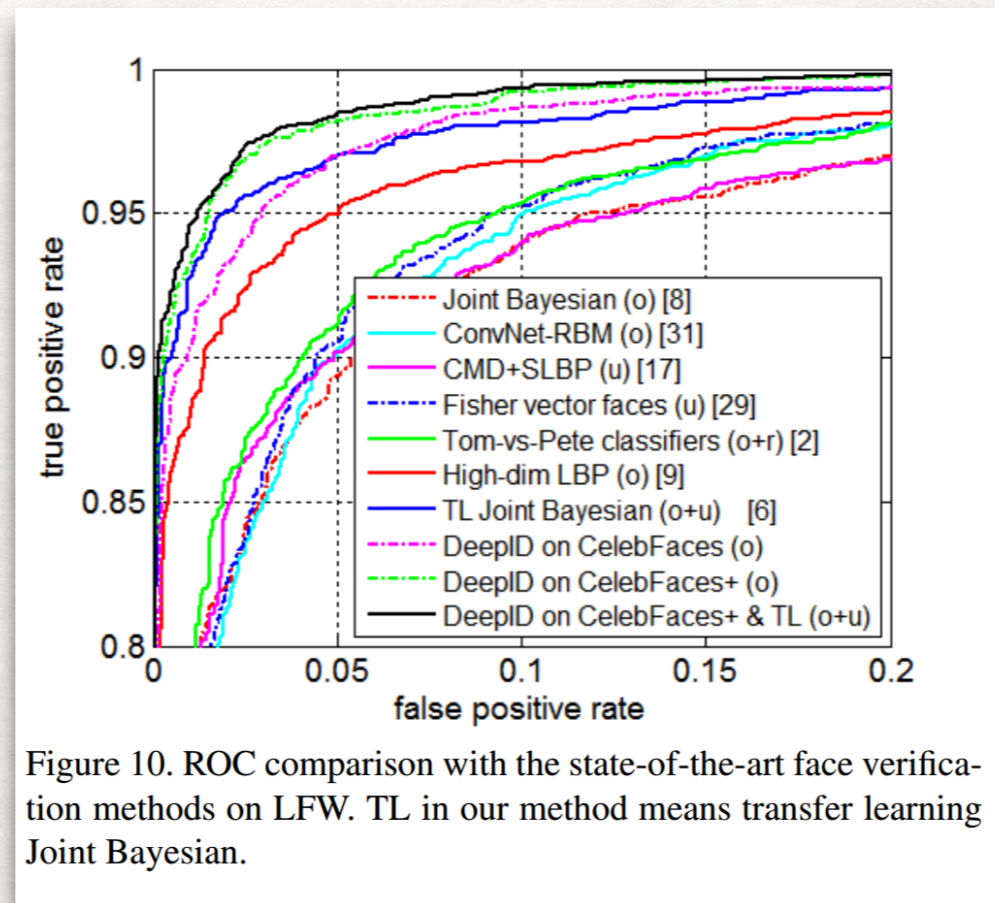 1
0.95
0.9
0.85
0.8
0
0.05
0.1
0.15
0.2
true positive rate
false positive rate
Joint Bayesian (o) [8]
ConvNet-RBM (o) [31]
CMD+SLBP (u) [17]
Fisher vector faces (u) [29]
Tom-vs-Pete classifiers (o+r) [2]
High-dim LBP (o) [9]
TL Joint Bayesian (o+u) [6]
DeepID on CelebFaces (o)
DeepID on CelebFaces+ (o)
DeepID on CelebFaces+ & TL (o+u)
Figure 10. ROC comparison with the state-of-the-art face verifica-
tion methods on LFW. TL in our method means transfer learning
Joint Bayesian.